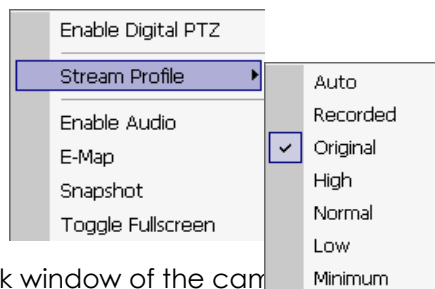 Enable Digital PTZ
Stream Profile
Enable Audio
E-Map
Snapshot
Toggle Fullscreen
Auto
Recorded
Original
High
Normal
Low
Minimum
window of the